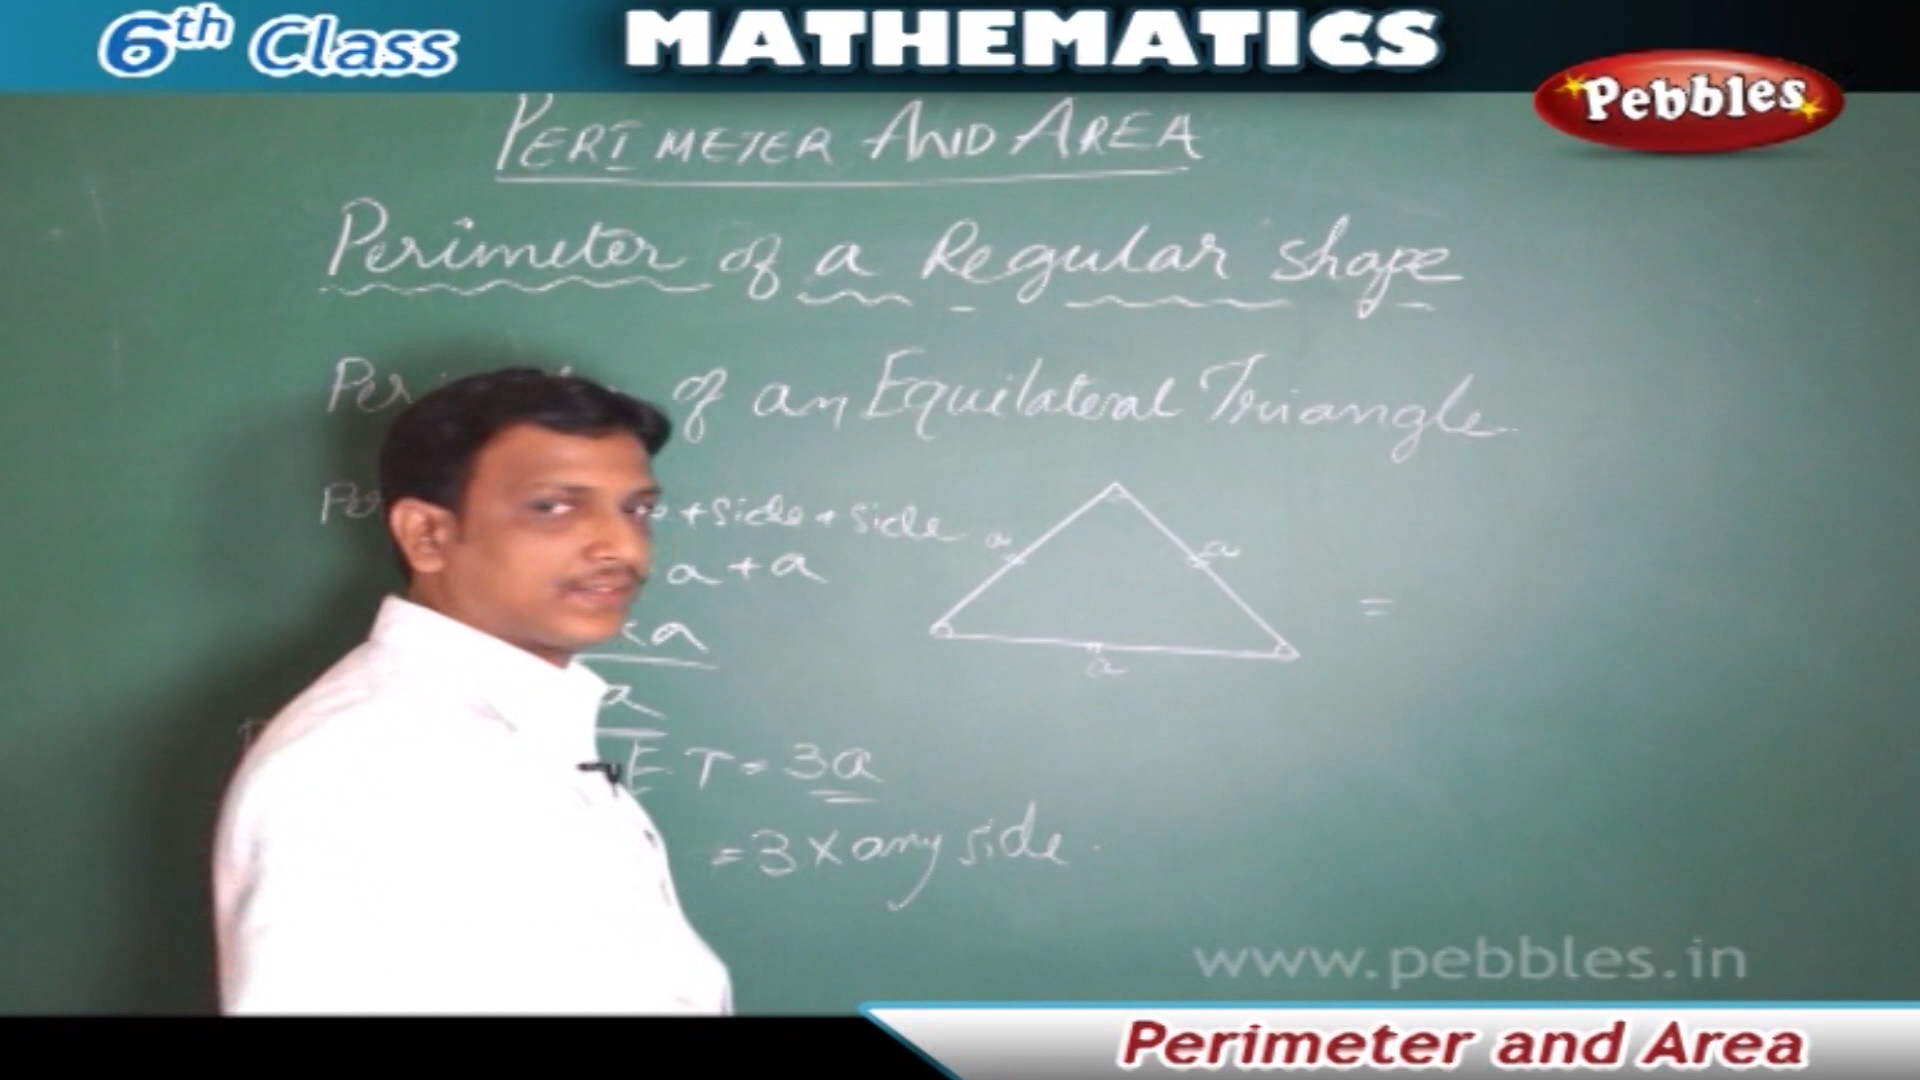 6th Class
MATHEMATICS
Pebbles
PERIMETER AND AREA
Perimeter of a Regular shape
of an Equilateral Triangle
+ side + side
a + a
a
a
E.T = 3a
= 3 × any side.
a
a
a
=
www.pebbles.in
Perimeter and Area